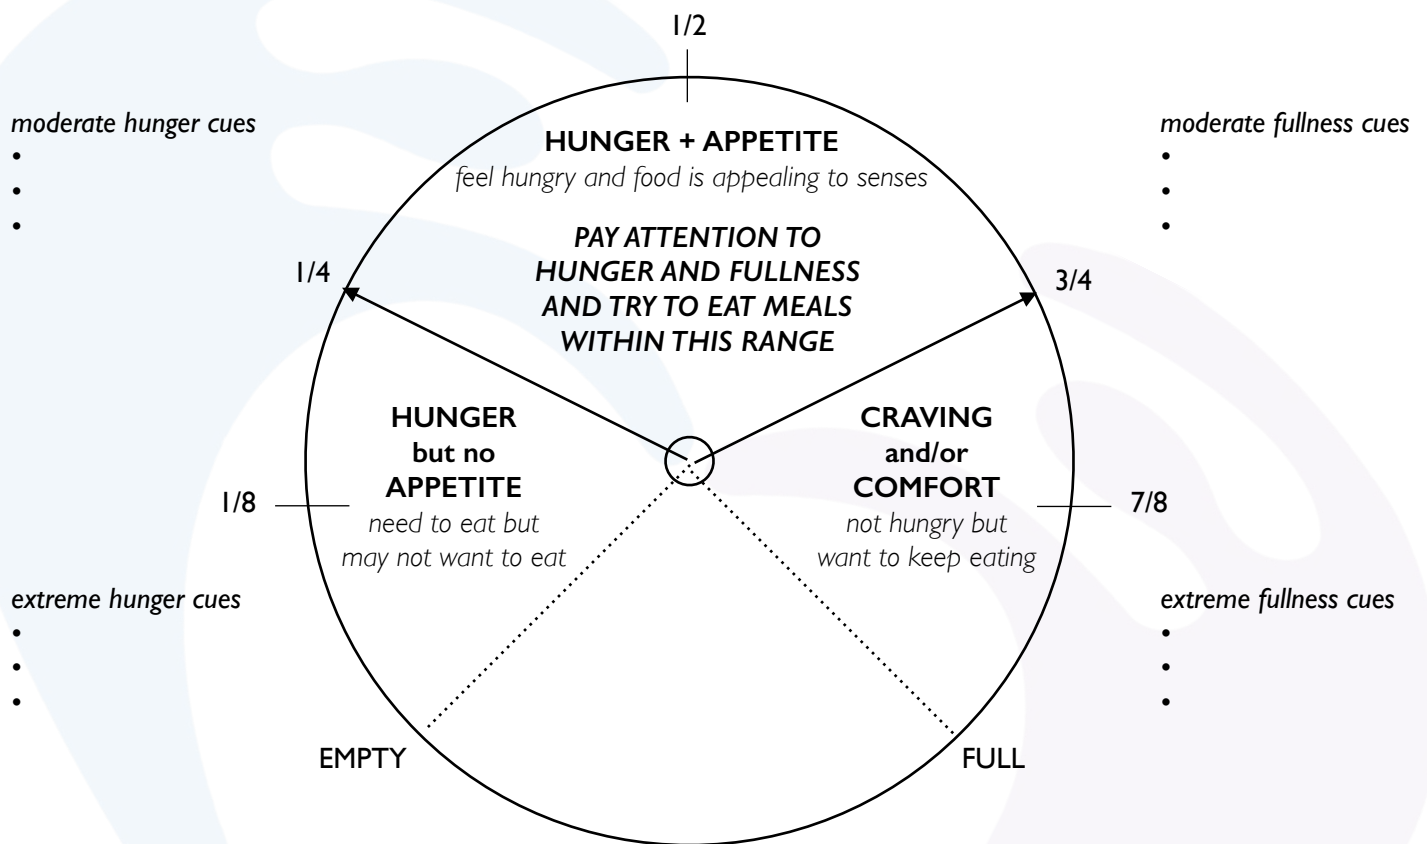 1/2
moderate hunger cues
•
•
•
HUNGER + APPETITE
feel hungry and food is appealing to senses
PAY ATTENTION TO
HUNGER AND FULLNESS
AND TRY TO EAT MEALS
WITHIN THIS RANGE
moderate fullness cues
•
•
•
1/4
3/4
HUNGER
but no
APPETITE
need to eat but
may not want to eat
CRAVING
and/or
COMFORT
not hungry but
want to keep eating
1/8
7/8
extreme hunger cues
•
•
•
extreme fullness cues
•
•
•
EMPTY
FULL